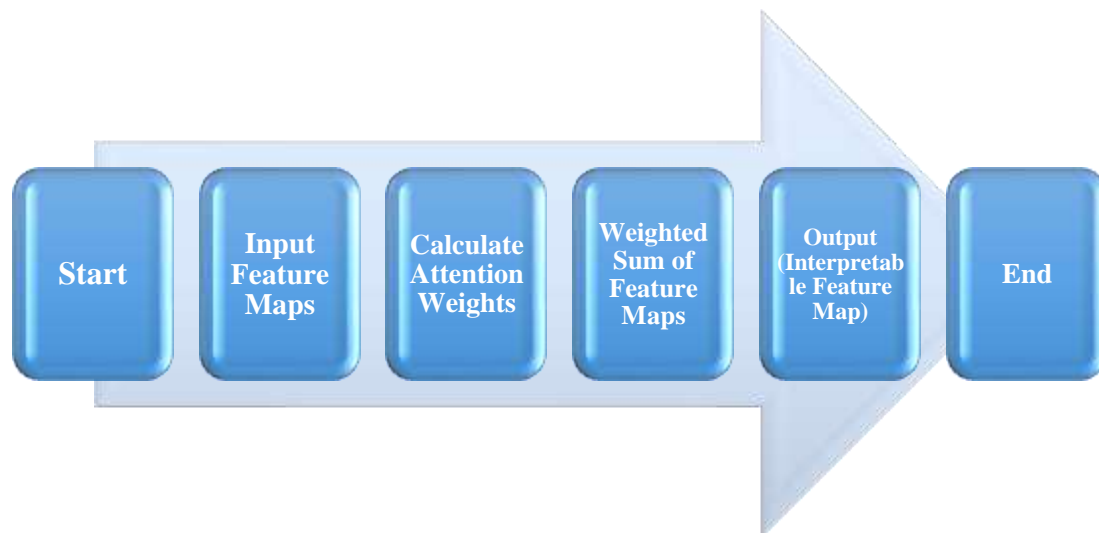 Start
Input
Feature
Maps
Calculate
Attention
Weights
Weighted
Sum of
Feature
Maps
Output
(Interpretab
le Feature
Map)
End